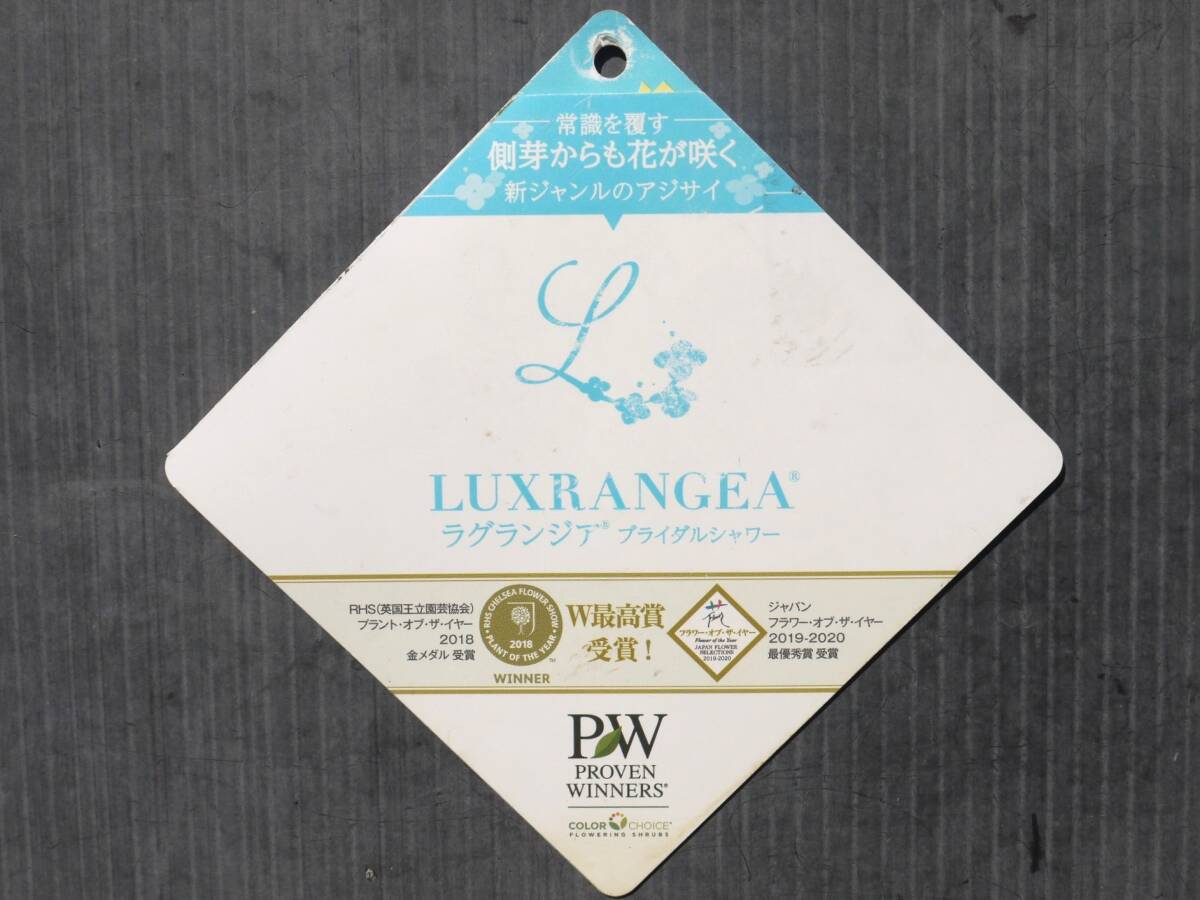 常識を覆す
側芽からも花が咲く
新ジャンルのアジサイ
L
LUXRANGEA®
ラグランジア® ブライダルシャワー
RHS(英国王立園芸協会)
プラント・オブ・ザ・イヤー
2018
金メダル 受賞
RHS CHELSEA FLOWER SHOW
2018
PLANT OF THE YEAR
™
WINNER
W最高賞
受賞!
花
フラワー・オブ・ザ・イヤー
Flower of the Year
JAPAN FLOWER
SELECTIONS
2019-2020
ジャパン
フラワー・オブ・ザ・イヤー
2019-2020
最優秀賞 受賞
PW
PROVEN
WINNERS®
COLOR CHOICE®
FLOWERING SHRUBS